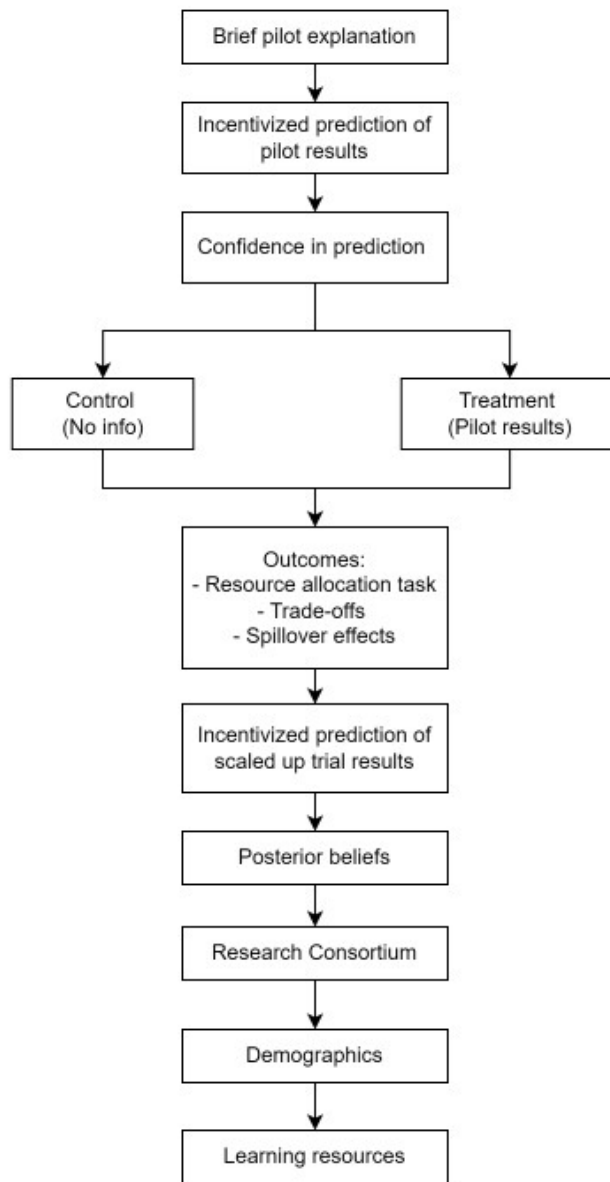 Brief pilot explanation
Incentivized prediction of
pilot results
Confidence in prediction
Control
(No info)
Treatment
(Pilot results)
Outcomes:
- Resource allocation task
- Trade-offs
- Spillover effects
Incentivized prediction of
scaled up trial results
Posterior beliefs
Research Consortium
Demographics
Learning resources